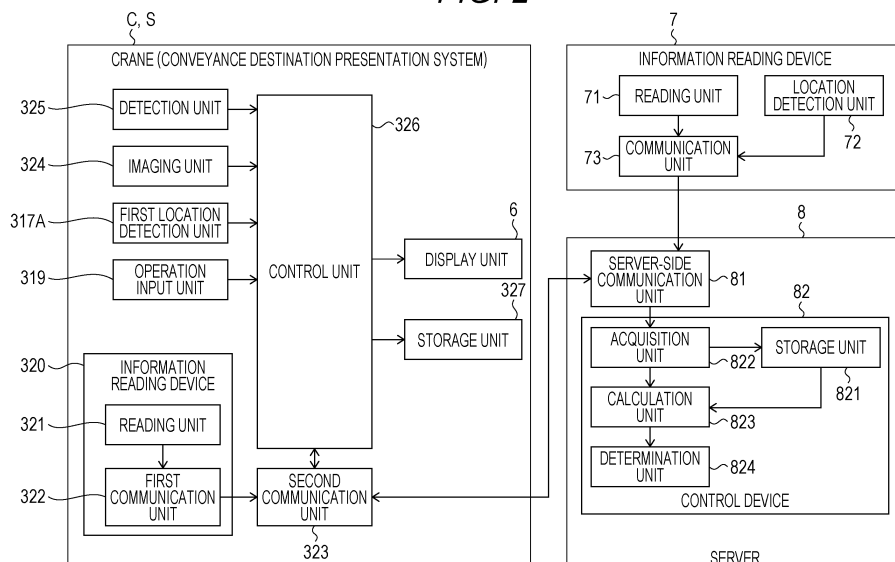 FIG. 2
C, S
CRANE (CONVEYANCE DESTINATION PRESENTATION SYSTEM)
325
DETECTION UNIT
324
IMAGING UNIT
317A
FIRST LOCATION
DETECTION UNIT
319
OPERATION
INPUT UNIT
326
CONTROL UNIT
6
DISPLAY UNIT
327
STORAGE UNIT
320
INFORMATION
READING DEVICE
321
READING UNIT
322
FIRST
COMMUNICATION
UNIT
SECOND
COMMUNICATION
UNIT
323
7
INFORMATION READING DEVICE
71
READING UNIT
LOCATION
DETECTION UNIT
72
73
COMMUNICATION
UNIT
8
SERVER-SIDE
COMMUNICATION
UNIT
81
82
ACQUISITION
UNIT
822
STORAGE UNIT
821
CALCULATION
UNIT
823
DETERMINATION
UNIT
824
CONTROL DEVICE
SERVER